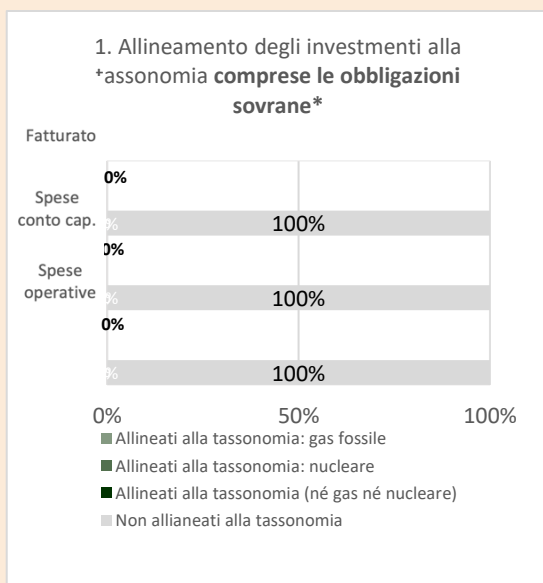 1. Allineamento degli investimenti alla
tassonomia comprese le obbligazioni
sovrane*
Fatturato
0%
Spese
conto cap.
% 100%
0%
Spese
operative
% 100%
0%
% 100%
0% 50% 100%
Allineati alla tassonomia: gas fossile
Allineati alla tassonomia: nucleare
Allineati alla tassonomia (né gas né nucleare)
Non allianeati alla tassonomia